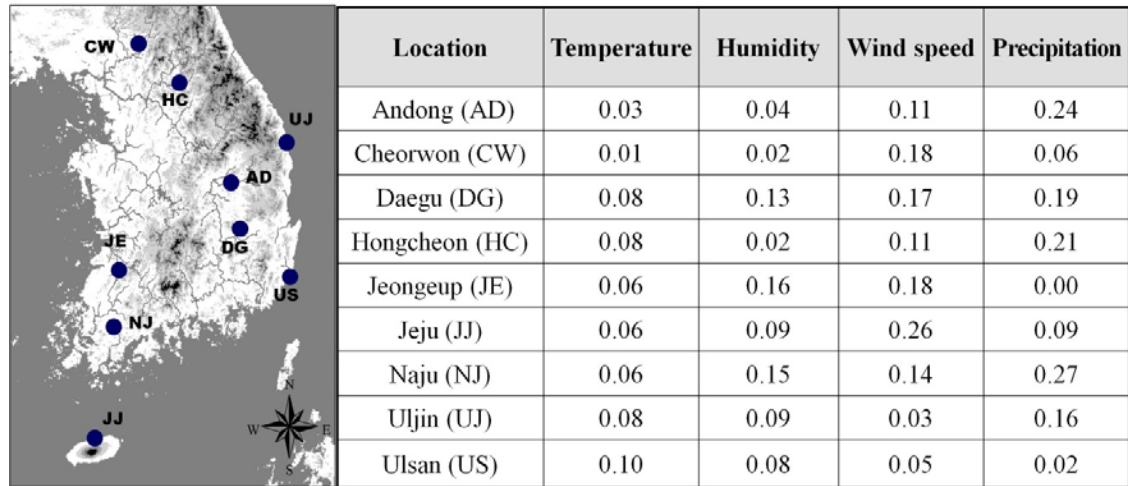 CW
HC
UJ
AD
DG
JE
US
NJ
JJ
N
W E
S
Location Temperature Humidity Wind speed Precipitation
Andong (AD) 0.03 0.04 0.11 0.24
Cheorwon (CW) 0.01 0.02 0.18 0.06
Daegu (DG) 0.08 0.13 0.17 0.19
Hongcheon (HC) 0.08 0.02 0.11 0.21
Jeongeup (JE) 0.06 0.16 0.18 0.00
Jeju (JJ) 0.06 0.09 0.26 0.09
Naju (NJ) 0.06 0.15 0.14 0.27
Uljin (UJ) 0.08 0.09 0.03 0.16
Ulsan (US) 0.10 0.08 0.05 0.02